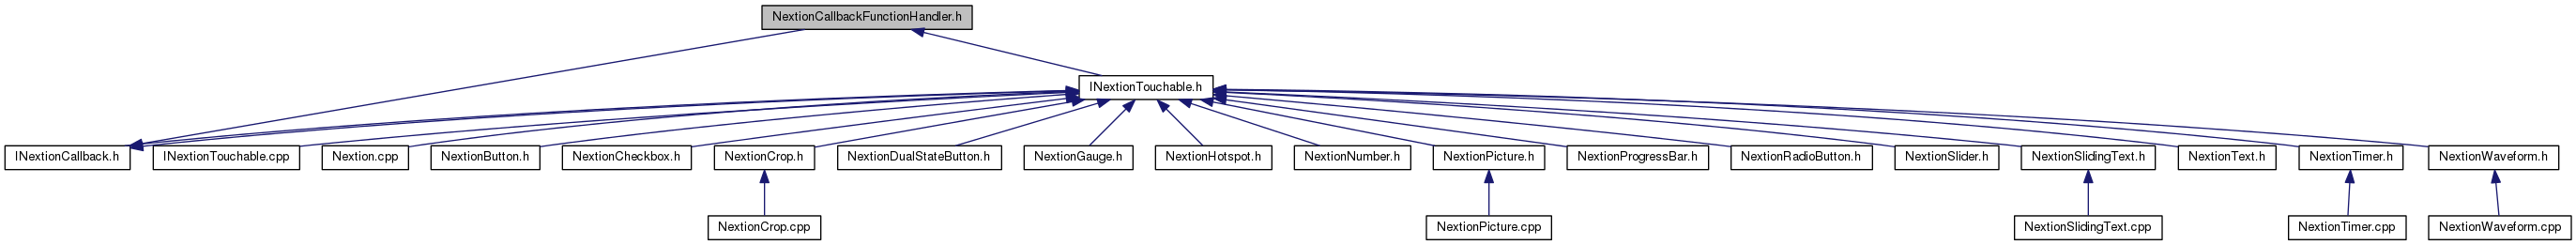 NextionCallbackFunctionHandler.h
INextionTouchable.h
INextionCallback.h
INextionTouchable.cpp
Nextion.cpp
NextionButton.h
NextionCheckbox.h
NextionCrop.h
NextionDualStateButton.h
NextionGauge.h
NextionHotspot.h
NextionNumber.h
NextionPicture.h
NextionProgressBar.h
NextionRadioButton.h
NextionSlider.h
NextionSlidingText.h
NextionText.h
NextionTimer.h
NextionWaveform.h
NextionCrop.cpp
NextionPicture.cpp
NextionSlidingText.cpp
NextionTimer.cpp
NextionWaveform.cpp